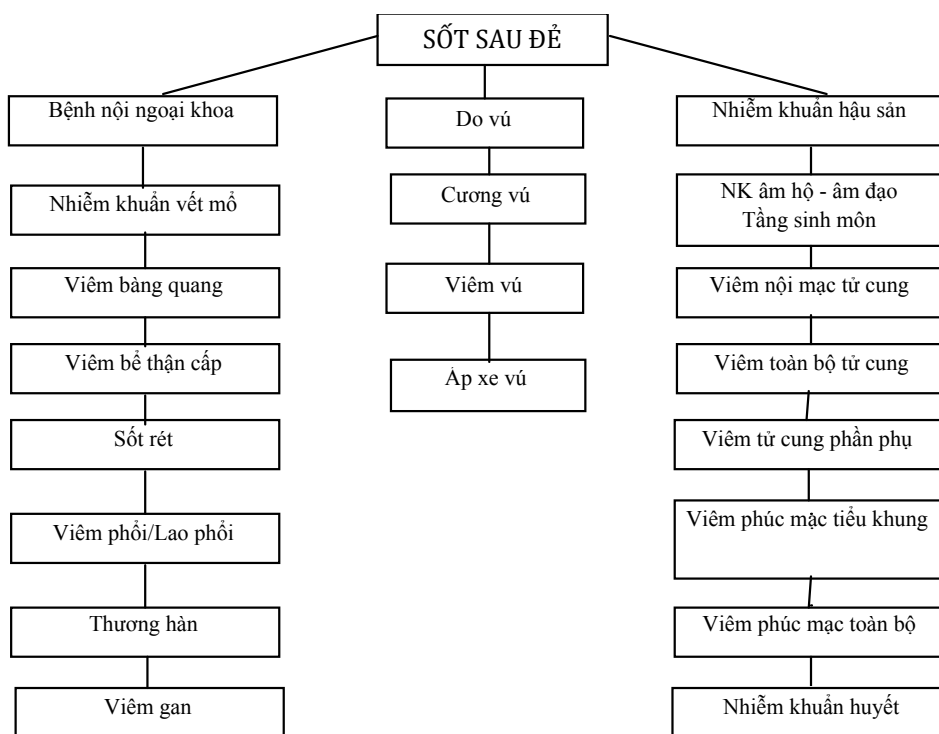 SỐT SAU ĐẺ
Bệnh nội ngoại khoa
Nhiễm khuẩn vết mổ
Viêm bàng quang
Viêm bể thận cấp
Sốt rét
Viêm phổi/Lao phổi
Thương hàn
Viêm gan
Do vú
Cương vú
Viêm vú
Áp xe vú
Nhiễm khuẩn hậu sản
NK âm hộ - âm đạo
Tầng sinh môn
Viêm nội mạc tử cung
Viêm toàn bộ tử cung
Viêm tử cung phần phụ
Viêm phúc mạc tiểu khung
Viêm phúc mạc toàn bộ
Nhiễm khuẩn huyết